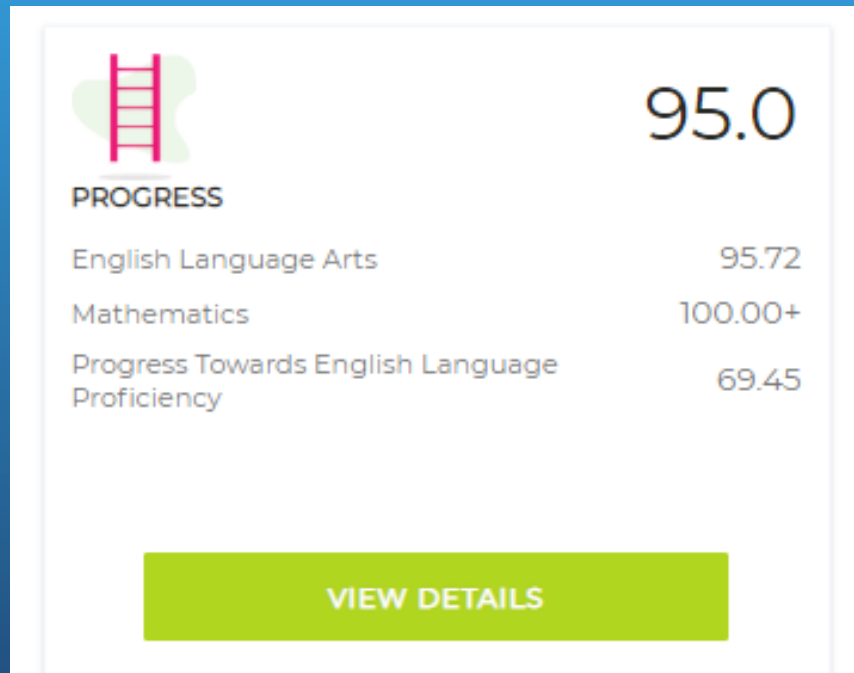 95.0
PROGRESS
English Language Arts 95.72
Mathematics 100.00+
Progress Towards English Language
Proficiency 69.45
VIEW DETAILS